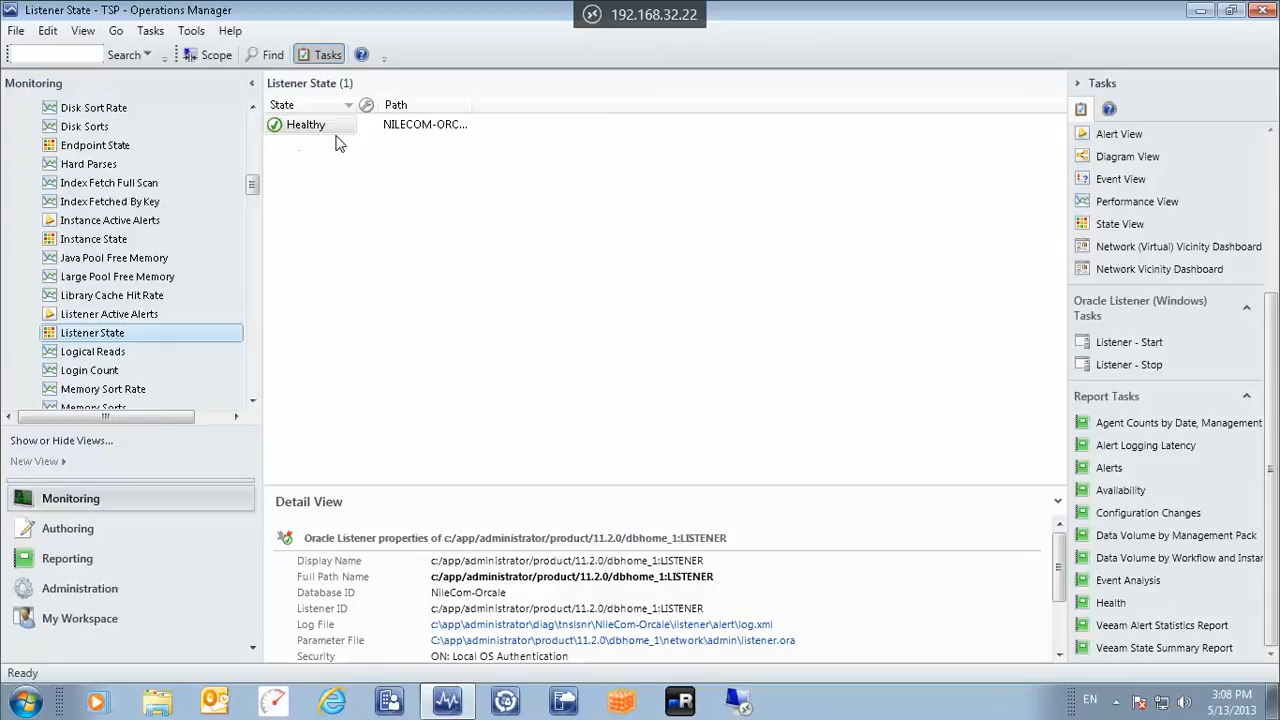 Listener State - TSP - Operations Manager
192.168.32.22
File Edit View Go Tasks Tools Help
Search Scope Find Tasks
Monitoring
Disk Sort Rate
Disk Sorts
Endpoint State
Hard Parses
Index Fetch Full Scan
Index Fetched By Key
Instance Active Alerts
Instance State
Java Pool Free Memory
Large Pool Free Memory
Library Cache Hit Rate
Listener Active Alerts
Listener State
Logical Reads
Login Count
Memory Sort Rate
Memory Sorts
Show or Hide Views...
New View
Monitoring
Authoring
Reporting
Administration
My Workspace
Listener State (1)
State Path
Healthy NILECOM-ORC...
Detail View
Oracle Listener properties of c:/app/administrator/product/11.2.0/dbhome_1:LISTENER
Display Name c:/app/administrator/product/11.2.0/dbhome_1:LISTENER
Full Path Name c:/app/administrator/product/11.2.0/dbhome_1:LISTENER
Database ID NileCom-Orcale
Listener ID c:/app/administrator/product/11.2.0/dbhome_1:LISTENER
Log File c:\app\administrator\diag\tnslsnr\NileCom-Orcale\listener\alert\log.xml
Parameter File C:\app\administrator\product\11.2.0\dbhome_1\network\admin\listener.ora
Security ON: Local OS Authentication
Tasks
Alert View
Diagram View
Event View
Performance View
State View
Network (Virtual) Vicinity Dashboard
Network Vicinity Dashboard
Oracle Listener (Windows)
Tasks
Listener - Start
Listener - Stop
Report Tasks
Agent Counts by Date, Management
Alert Logging Latency
Alerts
Availability
Configuration Changes
Data Volume by Management Pack
Data Volume by Workflow and Instan
Event Analysis
Health
Veeam Alert Statistics Report
Veeam State Summary Report
Ready
EN
3:08 PM
5/13/2013